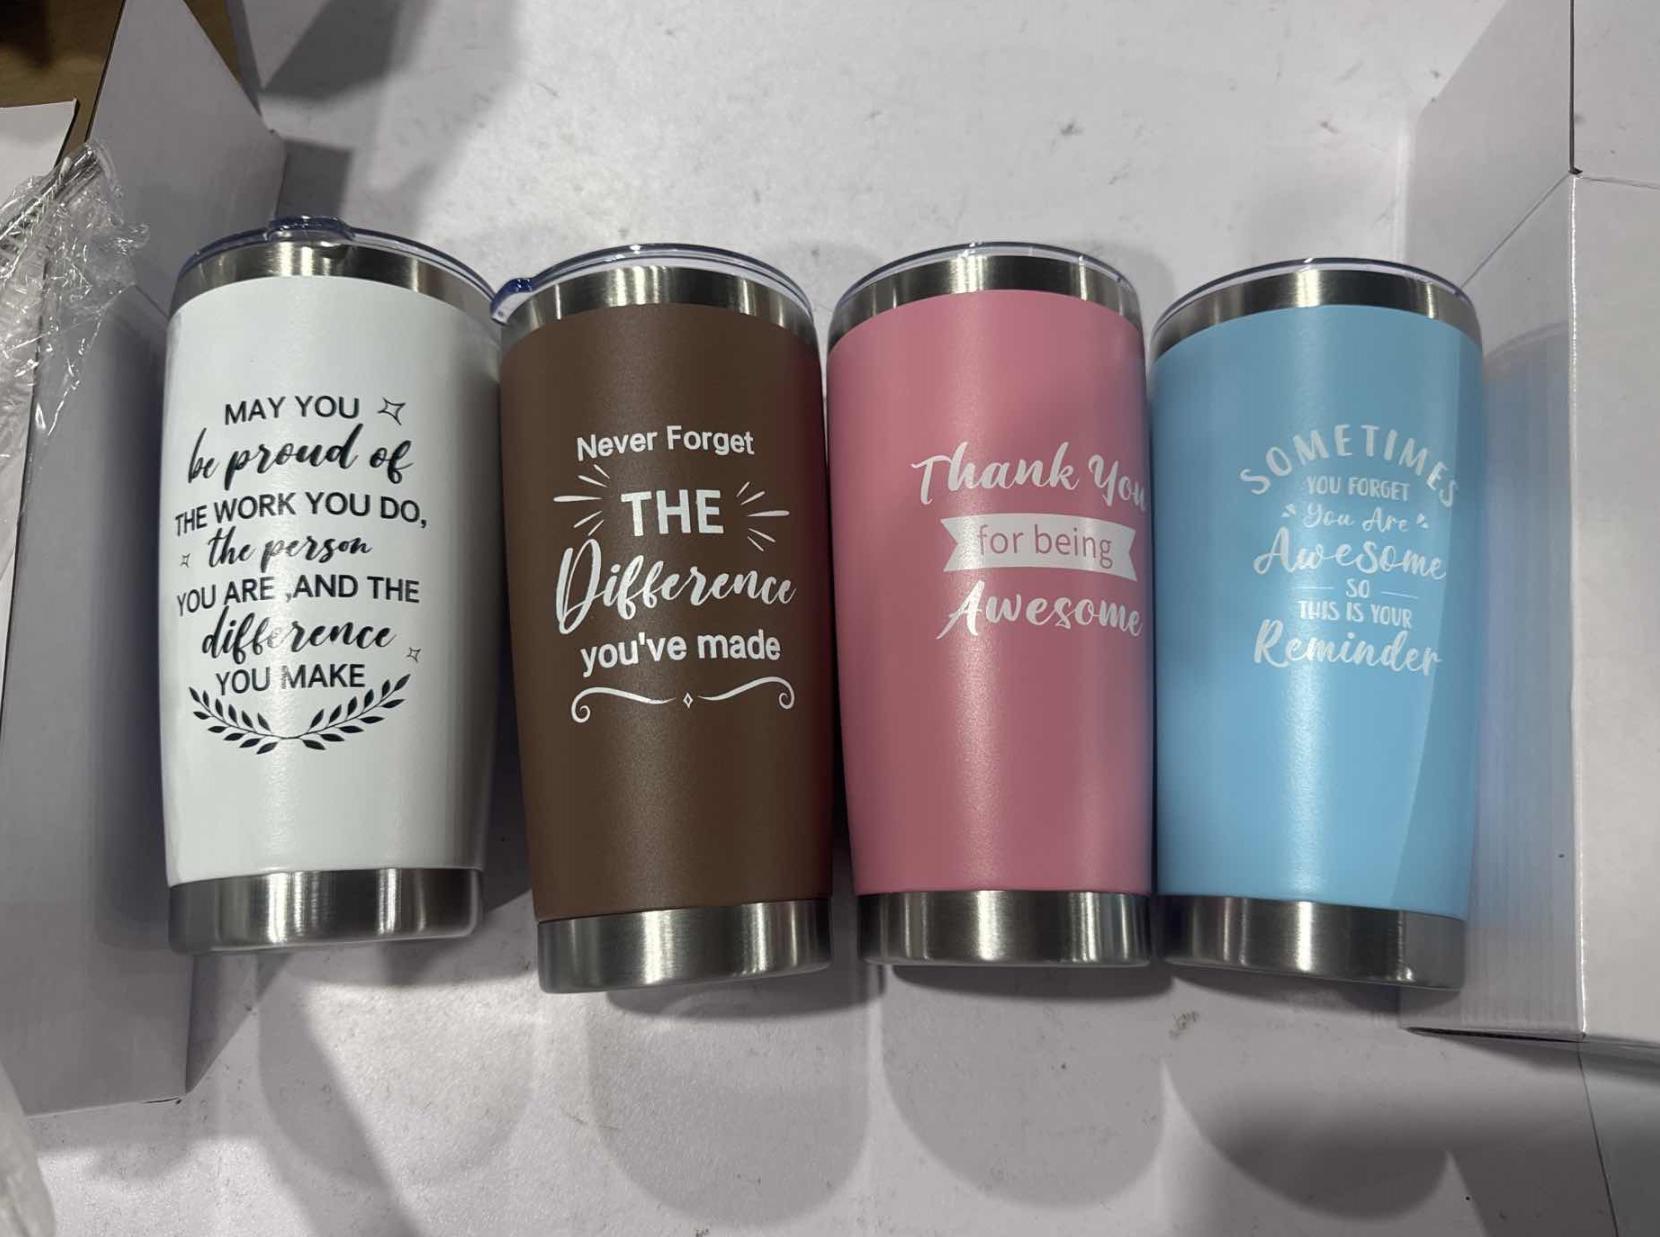 MAY YOU
be proud of
THE WORK YOU DO,
the person
YOU ARE ,AND THE
difference
YOU MAKE
Never Forget
THE
Difference
you've made
Thank You
for being
Awesome
SOMETIMES
YOU FORGET
You Are
Awesome
SO
THIS IS YOUR
Reminder